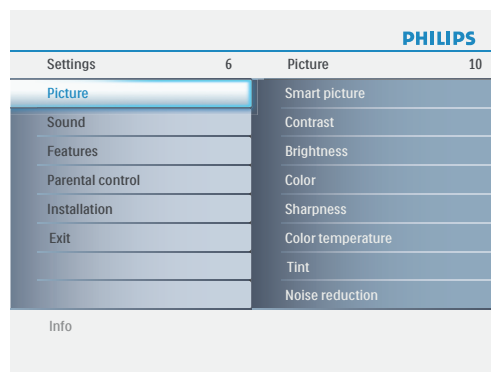 PHILIPS
Settings 6 Picture 10
Picture Smart picture
Sound Contrast
Features Brightness
Parental control Color
Installation Sharpness
Exit Color temperature
Tint
Noise reduction
Info